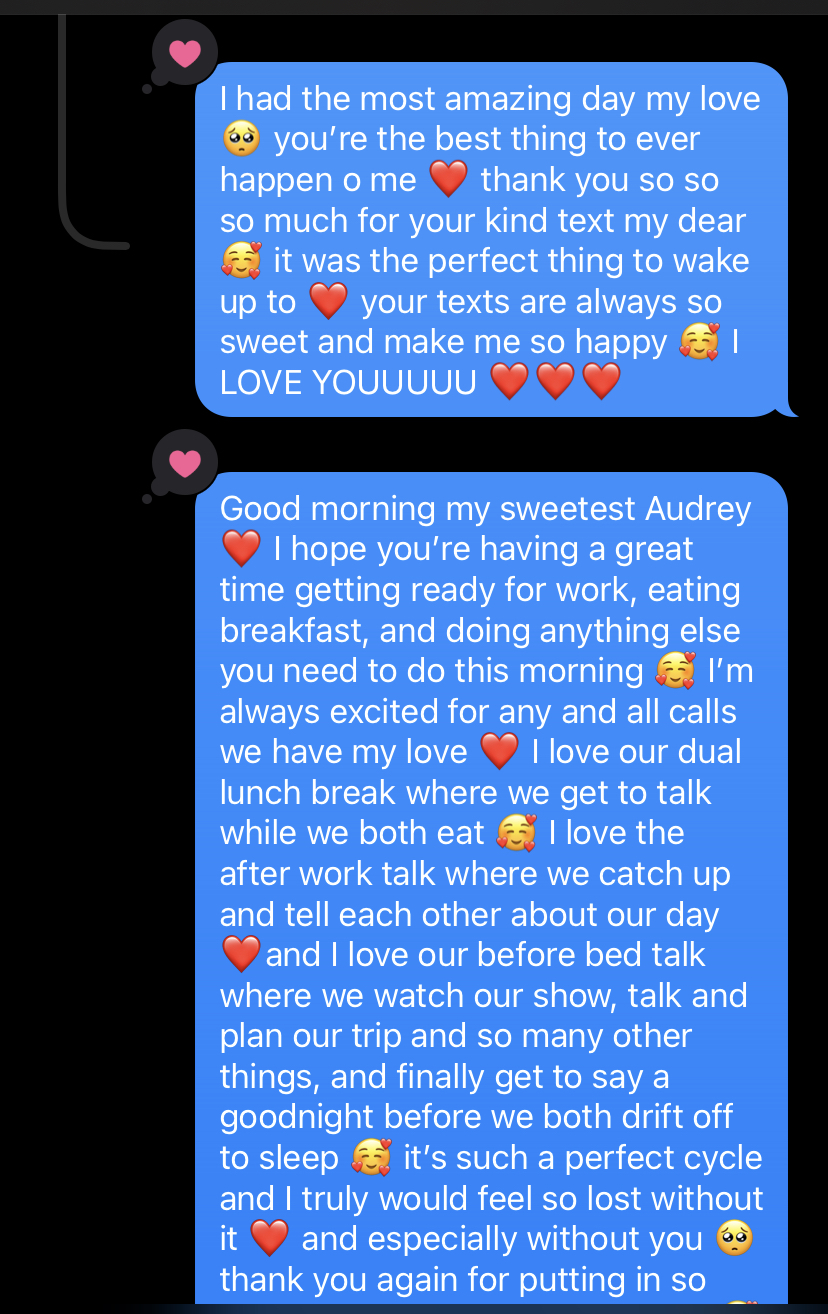 I had the most amazing day my love
🥺 you're the best thing to ever
happen o me ❤️ thank you so so
so much for your kind text my dear
🥰 it was the perfect thing to wake
up to ❤️ your texts are always so
sweet and make me so happy 🥰 I
LOVE YOUUUUU ❤️❤️❤️
Good morning my sweetest Audrey
❤️ I hope you're having a great
time getting ready for work, eating
breakfast, and doing anything else
you need to do this morning 🥰 I'm
always excited for any and all calls
we have my love ❤️ I love our dual
lunch break where we get to talk
while we both eat 🥰 I love the
after work talk where we catch up
and tell each other about our day
❤️and I love our before bed talk
where we watch our show, talk and
plan our trip and so many other
things, and finally get to say a
goodnight before we both drift off
to sleep 🥰 it's such a perfect cycle
and I truly would feel so lost without
it ❤️ and especially without you 🥺
thank you again for putting in so